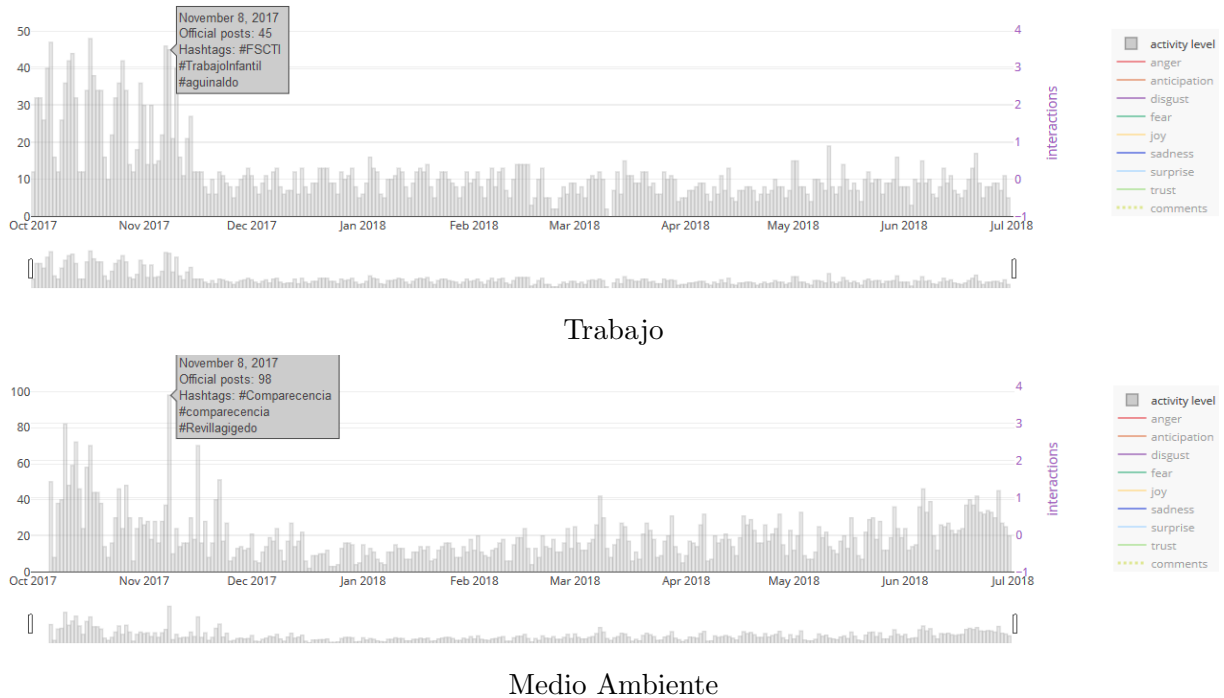 November 8, 2017
Official posts: 45
Hashtags: #FSCTI
#TrabajoInfantil
#aguinaldo
50
40
30
20
10
0
4
3
2
1
0
−1
interactions
Oct 2017 Nov 2017 Dec 2017 Jan 2018 Feb 2018 Mar 2018 Apr 2018 May 2018 Jun 2018 Jul 2018
activity level
anger
anticipation
disgust
fear
joy
sadness
surprise
trust
comments
Trabajo
November 8, 2017
Official posts: 98
Hashtags: #Comparecencia
#comparecencia
#Revillagigedo
100
80
60
40
20
0
4
3
2
1
0
−1
interactions
Oct 2017 Nov 2017 Dec 2017 Jan 2018 Feb 2018 Mar 2018 Apr 2018 May 2018 Jun 2018 Jul 2018
activity level
anger
anticipation
disgust
fear
joy
sadness
surprise
trust
comments
Medio Ambiente